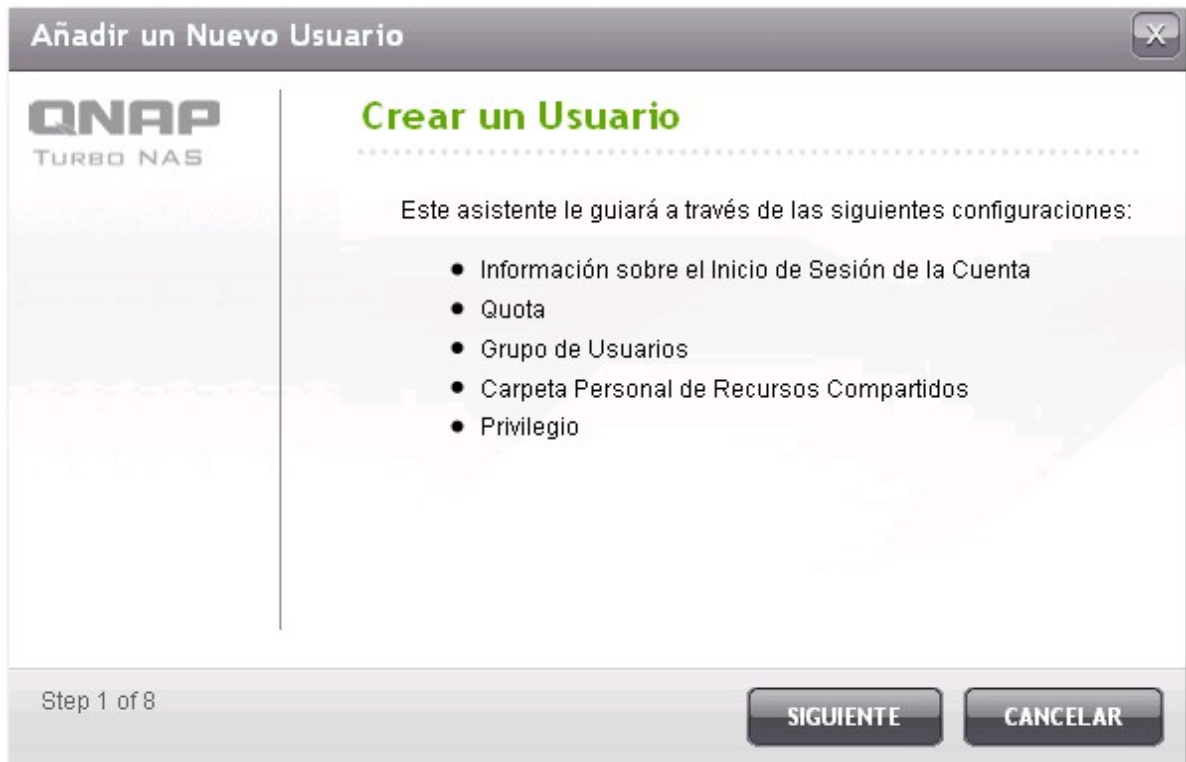 Añadir un Nuevo Usuario
X
QNAP
TURBO NAS
Crear un Usuario
Este asistente le guiará a través de las siguientes configuraciones:
• Información sobre el Inicio de Sesión de la Cuenta
• Quota
• Grupo de Usuarios
• Carpeta Personal de Recursos Compartidos
• Privilegio
Step 1 of 8
SIGUIENTE
CANCELAR